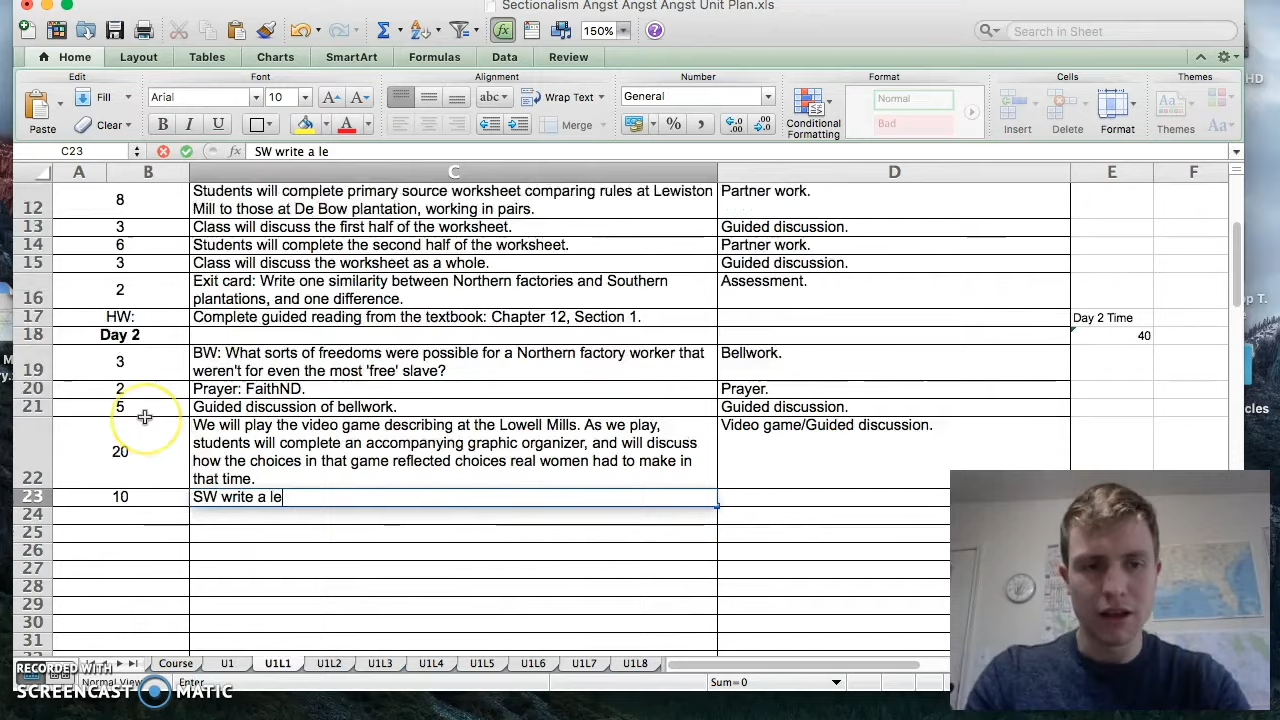 Sectionalism Angst Angst Angst Unit Plan.xls
150%
Search in Sheet
Home Layout Tables Charts SmartArt Formulas Data Review
Edit Font Alignment Number Format Cells Themes
Fill Arial 10 abc Wrap Text General Normal
Paste Clear B I U A Merge % Conditional Formatting Bad Insert Delete Format Themes Aa
C23 fx SW write a le
A B C D E F
12 8 Students will complete primary source worksheet comparing rules at Lewiston Partner work.
Mill to those at De Bow plantation, working in pairs.
13 3 Class will discuss the first half of the worksheet. Guided discussion.
14 6 Students will complete the second half of the worksheet. Partner work.
15 3 Class will discuss the worksheet as a whole. Guided discussion.
16 2 Exit card: Write one similarity between Northern factories and Southern Assessment.
plantations, and one difference.
17 HW: Complete guided reading from the textbook: Chapter 12, Section 1. Day 2 Time
18 Day 2 40
19 3 BW: What sorts of freedoms were possible for a Northern factory worker that Bellwork.
weren't for even the most 'free' slave?
20 2 Prayer: FaithND. Prayer.
21 5 Guided discussion of bellwork. Guided discussion.
22 20 We will play the video game describing at the Lowell Mills. As we play, Video game/Guided discussion.
students will complete an accompanying graphic organizer, and will discuss
how the choices in that game reflected choices real women had to make in
that time.
23 10 SW write a le
24
25
26
27
28
29
30
31
RECORDED WITH
SCREENCAST MATIC
Course U1 U1L1 U1L2 U1L3 U1L4 U1L5 U1L6 U1L7 U1L8
Normal View Enter Sum=0